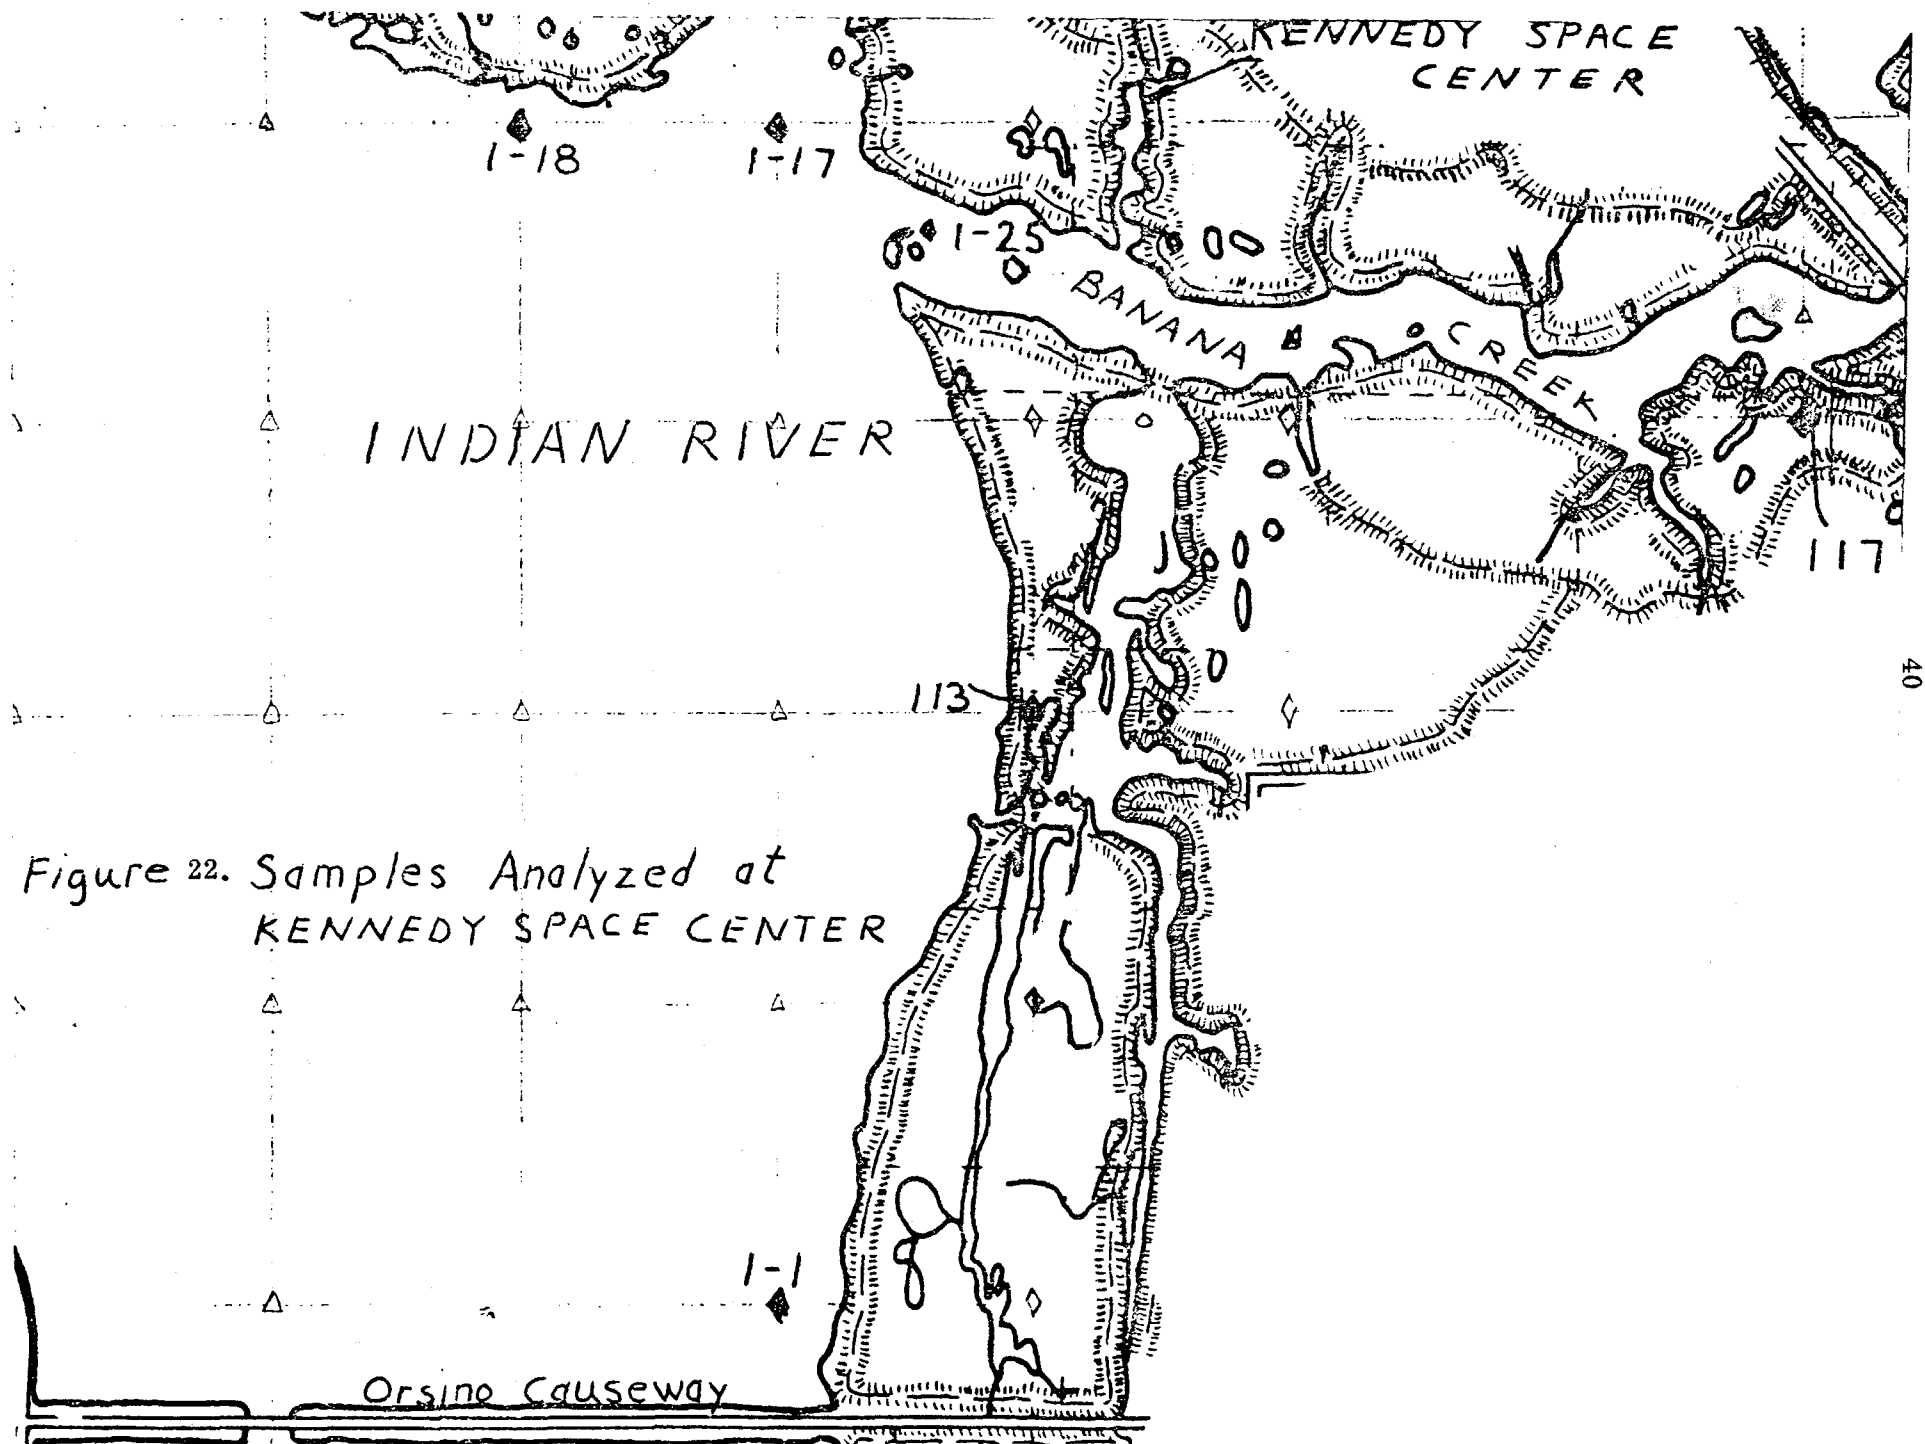 KENNEDY SPACE
CENTER
1-18
1-17
1-25
BANANA
CREEK
INDIAN RIVER
117
113
40
Figure 22. Samples Analyzed at
KENNEDY SPACE CENTER
1-1
Orsino Causeway